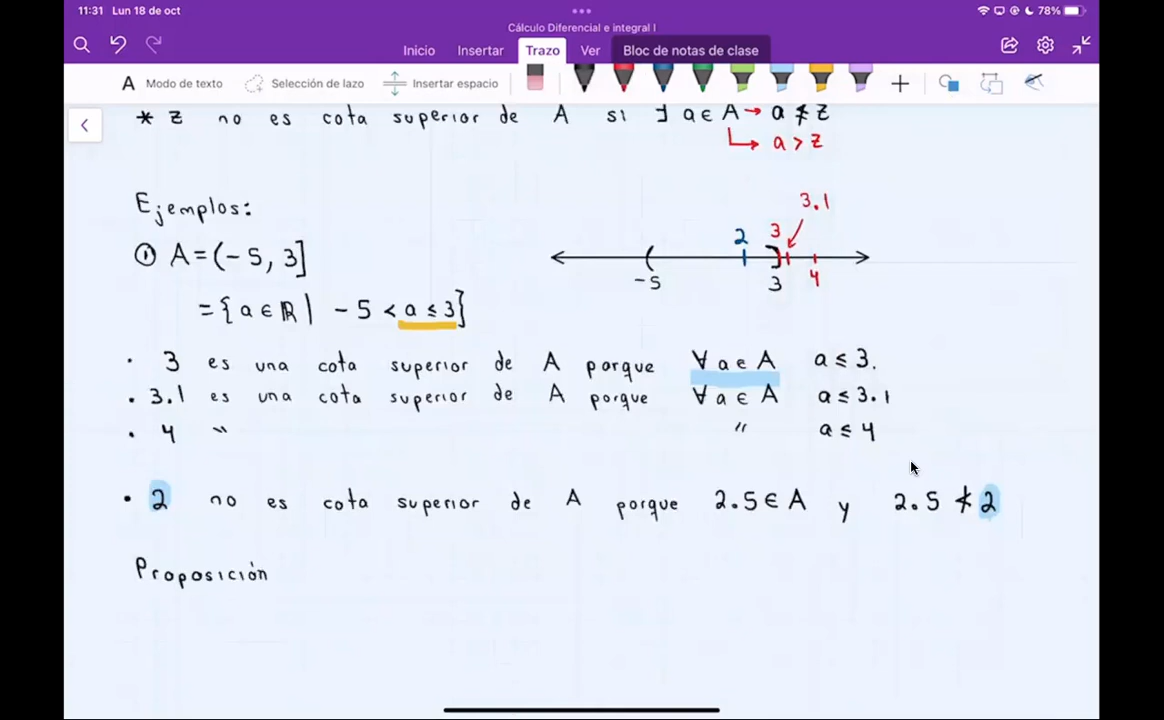 11:31 Lun 18 de oct
78%
Cálculo Diferencial e integral I
Inicio Insertar Trazo Ver Bloc de notas de clase
A Modo de texto Selección de lazo Insertar espacio
* z no es cota superior de A si ∃ a ∈ A → a ≰ z
↳ a > z
Ejemplos:
① A = (-5, 3]
= {a ∈ ℝ | -5 < a ≤ 3]
3.1
2 3
-5 3 4
· 3 es una cota superior de A porque ∀ a ∈ A a ≤ 3.
· 3.1 es una cota superior de A porque ∀ a ∈ A a ≤ 3.1
· 4 " " a ≤ 4
· 2 no es cota superior de A porque 2.5 ∈ A y 2.5 ≮ 2
Proposición